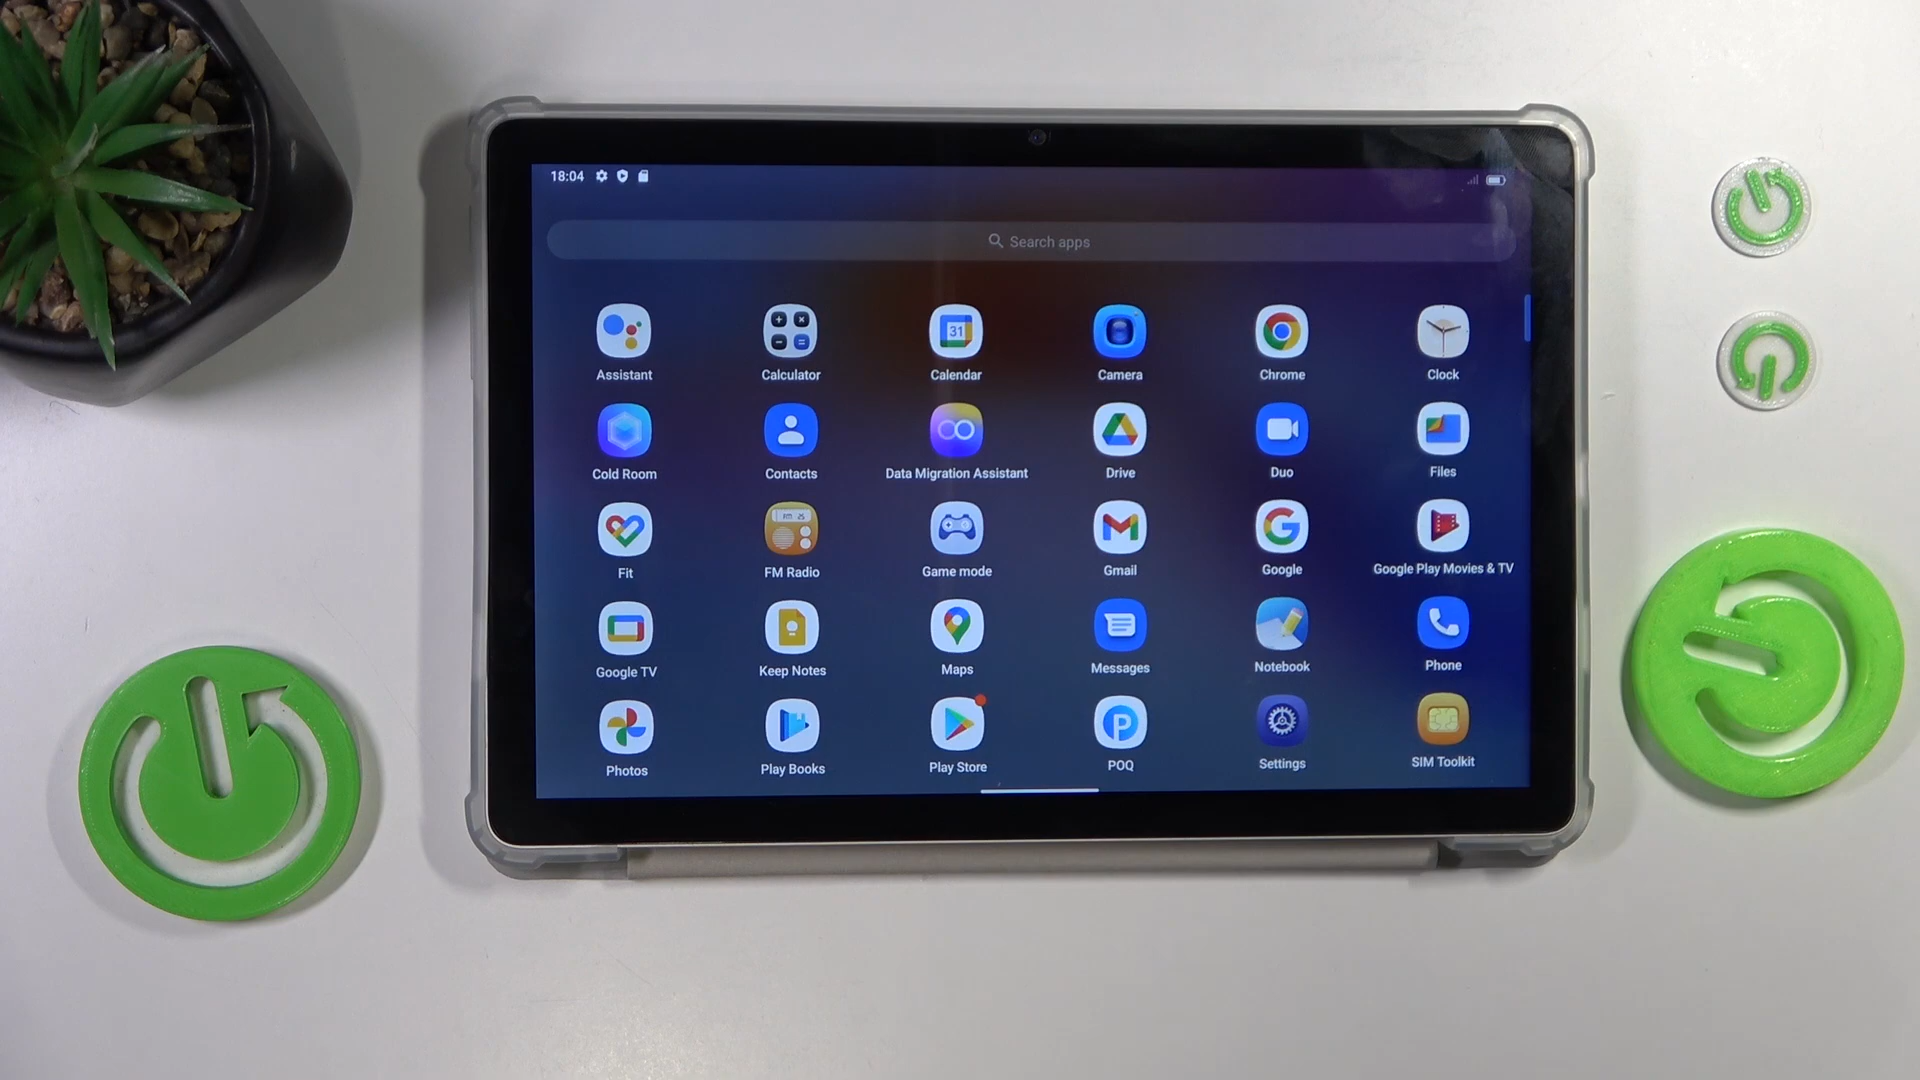 18:04
Search apps
31
Assistant Calculator Calendar Camera Chrome Clock
Cold Room Contacts Data Migration Assistant Drive Duo Files
Fit FM Radio Game mode Gmail Google Google Play Movies & TV
Google TV Keep Notes Maps Messages Notebook Phone
Photos Play Books Play Store POQ Settings SIM Toolkit